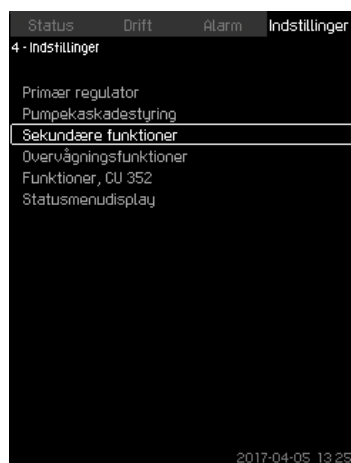 Status Drift Alarm Indstillinger
4 - Indstillinger
Primær regulator
Pumpekaskadestyring
Sekundære funktioner
Overvågningsfunktioner
Funktioner, CU 352
Statusmenudisplay
2017-04-05 13:25